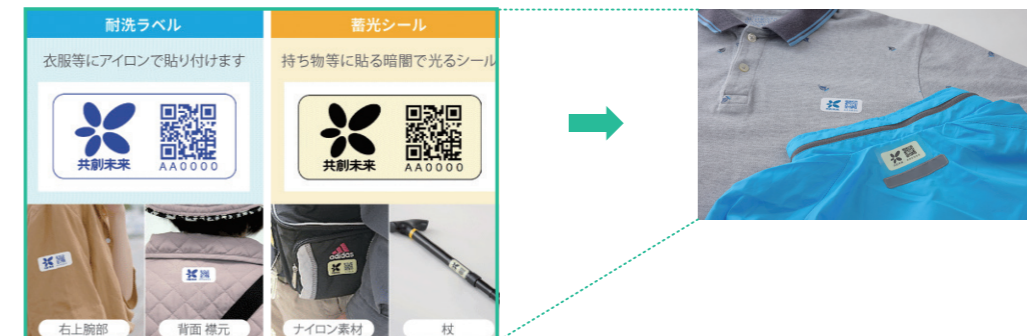 耐洗ラベル
蓄光シール
衣服等にアイロンで貼り付けます
持ち物等に貼る暗闇で光るシール
共創未来
AA0000
共創未来
AA0000
adidas
右上腕部
背面 襟元
ナイロン素材
杖